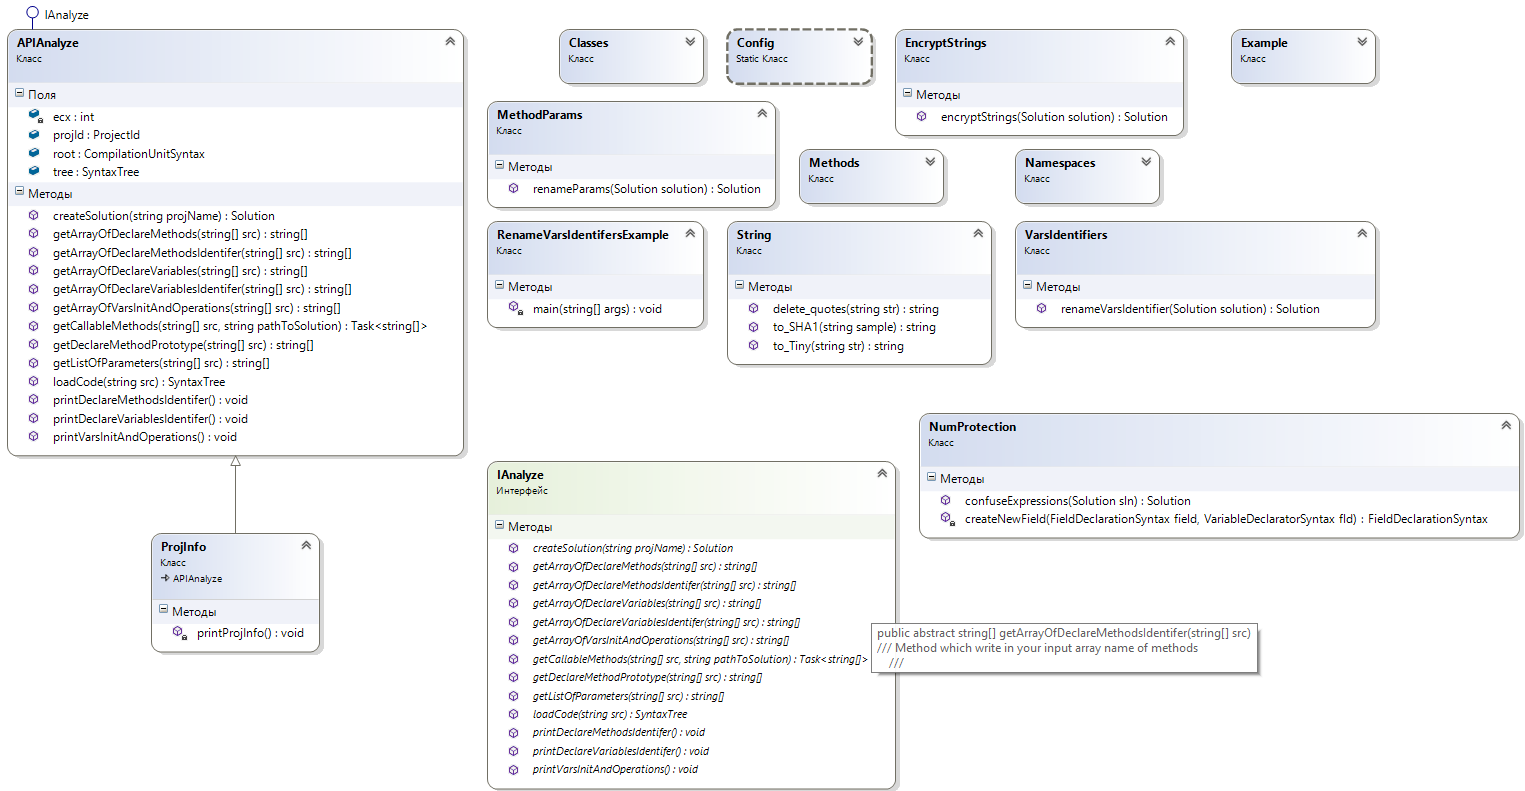 IAnalyze
APIAnalyze
Класс
Поля
ecx : int
projId : ProjectId
root : CompilationUnitSyntax
tree : SyntaxTree
Методы
createSolution(string projName) : Solution
getArrayOfDeclareMethods(string[] src) : string[]
getArrayOfDeclareMethodsIdentifer(string[] src) : string[]
getArrayOfDeclareVariables(string[] src) : string[]
getArrayOfDeclareVariablesIdentifer(string[] src) : string[]
getArrayOfVarsInitAndOperations(string[] src) : string[]
getCallableMethods(string[] src, string pathToSolution) : Task<string[]>
getDeclareMethodPrototype(string[] src) : string[]
getListOfParameters(string[] src) : string[]
loadCode(string src) : SyntaxTree
printDeclareMethodsIdentifer() : void
printDeclareVariablesIdentifer() : void
printVarsInitAndOperations() : void
ProjInfo
Класс
APIAnalyze
Методы
printProjInfo() : void
Classes
Класс
Config
Static Класс
EncryptStrings
Класс
Методы
encryptStrings(Solution solution) : Solution
Example
Класс
MethodParams
Класс
Методы
renameParams(Solution solution) : Solution
Methods
Класс
Namespaces
Класс
RenameVarsIdentifersExample
Класс
Методы
main(string[] args) : void
String
Класс
Методы
delete_quotes(string str) : string
to_SHA1(string sample) : string
to_Tiny(string str) : string
VarsIdentifiers
Класс
Методы
renameVarsIdentifier(Solution solution) : Solution
NumProtection
Класс
Методы
confuseExpressions(Solution sln) : Solution
createNewField(FieldDeclarationSyntax field, VariableDeclaratorSyntax fld) : FieldDeclarationSyntax
IAnalyze
Интерфейс
Методы
createSolution(string projName) : Solution
getArrayOfDeclareMethods(string[] src) : string[]
getArrayOfDeclareMethodsIdentifer(string[] src) : string[]
getArrayOfDeclareVariables(string[] src) : string[]
getArrayOfDeclareVariablesIdentifer(string[] src) : string[]
getArrayOfVarsInitAndOperations(string[] src) : string[]
getCallableMethods(string[] src, string pathToSolution) : Task<string[]>
getDeclareMethodPrototype(string[] src) : string[]
getListOfParameters(string[] src) : string[]
loadCode(string src) : SyntaxTree
printDeclareMethodsIdentifer() : void
printDeclareVariablesIdentifer() : void
printVarsInitAndOperations() : void
public abstract string[] getArrayOfDeclareMethodsIdentifer(string[] src)
/// Method which write in your input array name of methods
///